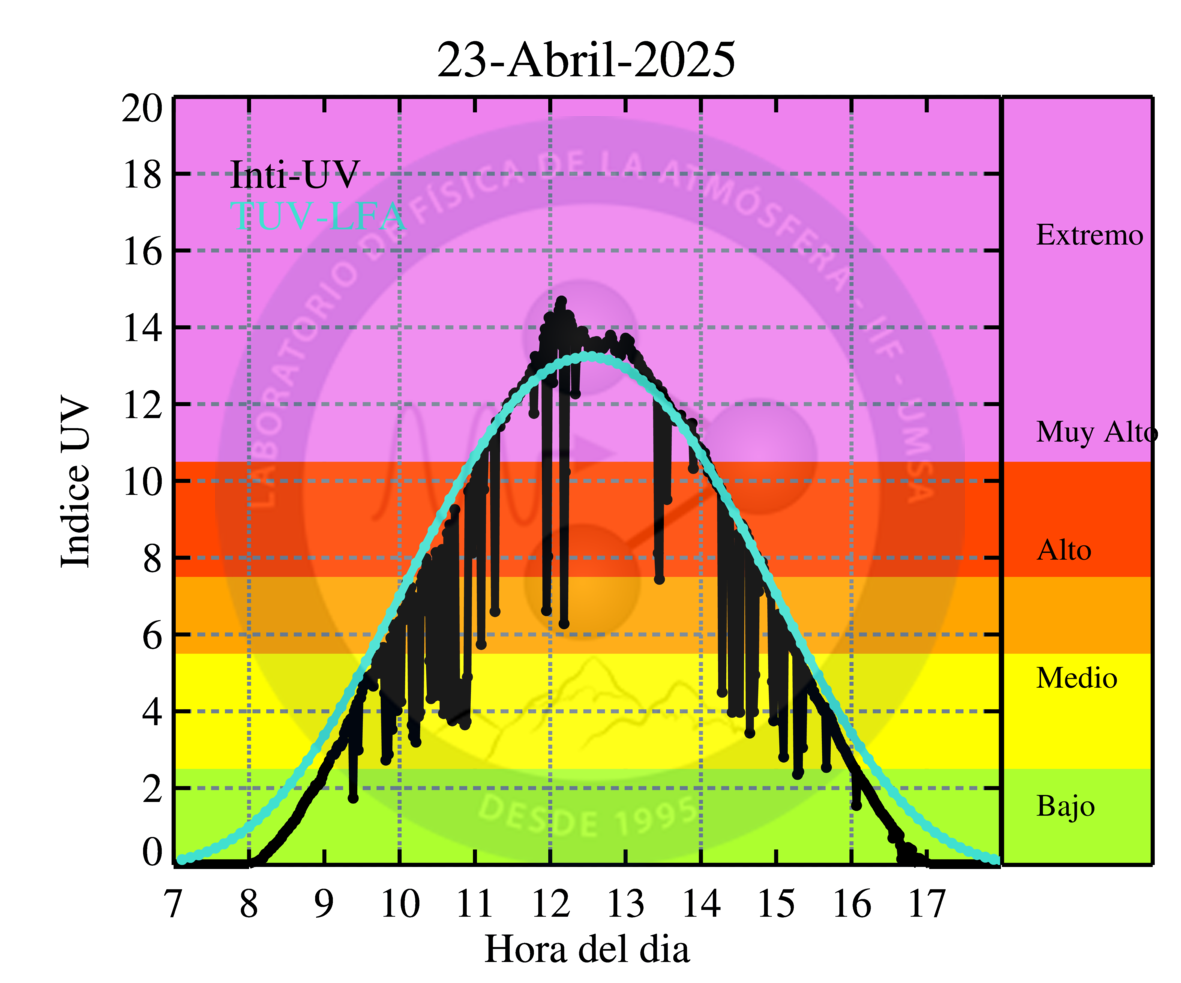 23-Abril-2025
20
18
16
14
12
10
8
6
4
2
0
Indice UV
Inti-UV
TUV-LFA
LABORATORIO DE FÍSICA DE LA ATMÓSFERA - IIF - UMSA
DESDE 1995
Extremo
Muy Alto
Alto
Medio
Bajo
7 8 9 10 11 12 13 14 15 16 17
Hora del dia